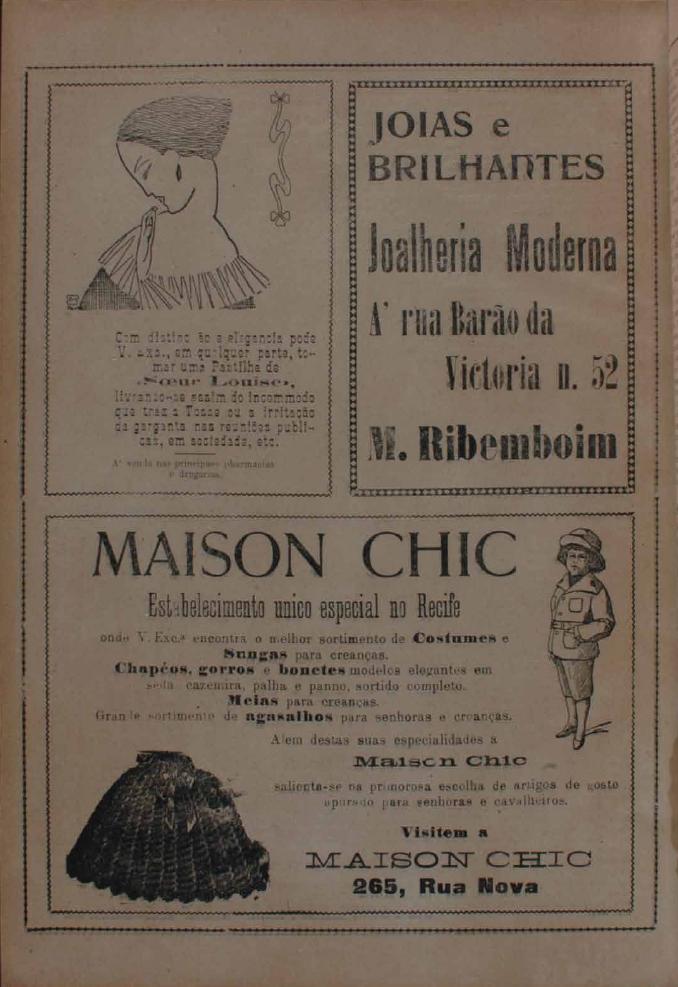 Com distinc ão e elegancia pode
V. Exa., em qualquer parte, to-
mar uma Pastilha de
«Sœur Louise»,
livrando-se assim do incommodo
que traz a Tosse ou a irritação
da garganta nas reuniões publi-
cas, em sociedade, etc.
A' venda nas principaes pharmacias
e drogarias.
JOIAS e
BRILHANTES
Joalheria Moderna
A' rua Barão da
Victoria n. 52
M. Ribemboim
MAISON CHIC
Estabelecimento unico especial no Recife
onde V. Exc.ª encontra o melhor sortimento de Costumes e
Sungas para creanças.
Chapéos, gorros e bonetes modelos elegantes em
seda cazemira, palha e panno, sortido completo.
Meias para creanças.
Grande sortimento de agasalhos para senhoras e creanças.
Alem destas suas especialidades a
Maison Chic
salienta-se na primorosa escolha de artigos de gosto
apurado para senhoras e cavalheiros.
Visitem a
MAISON CHIC
265, Rua Nova